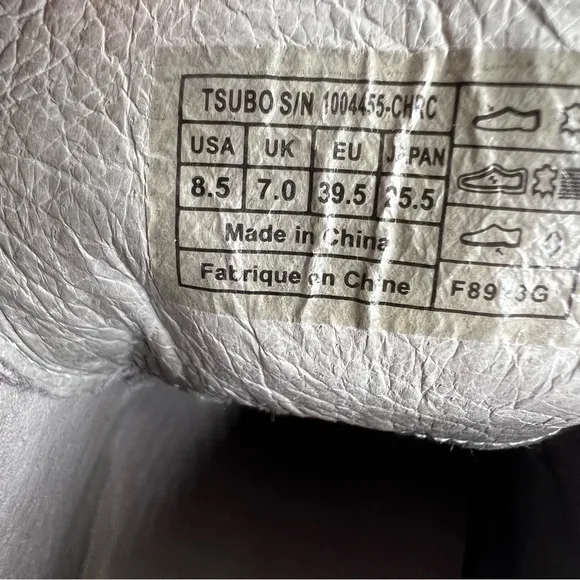 TSUBO S/N 1004455-CHRC
USA UK EU JAPAN
8.5 7.0 39.5 25.5
Made in China
Fabrique en Chine